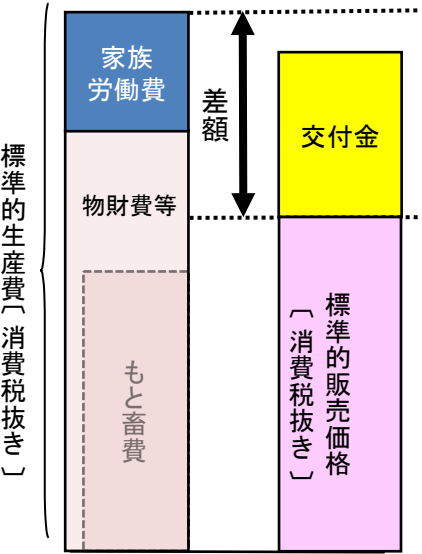 標準的生産費〔消費税抜き〕
家族
労働費
物財費等
もと畜費
差額
交付金
標準的販売価格
〔消費税抜き〕